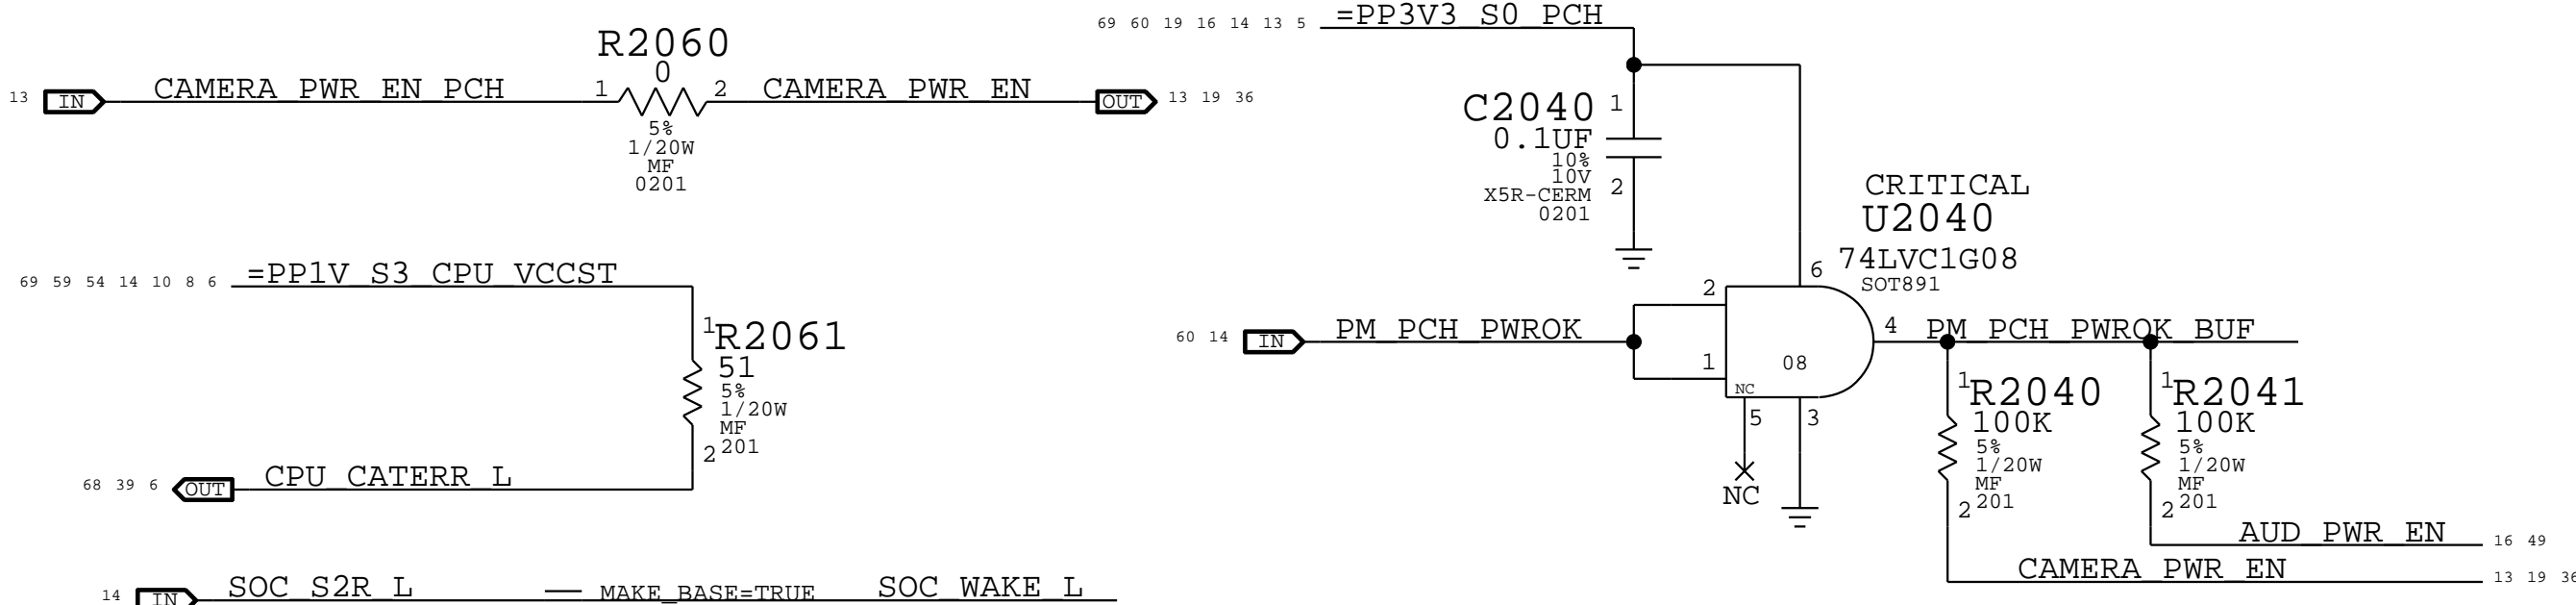 R2060
0
13 IN CAMERA_PWR_EN_PCH 1 2 CAMERA_PWR_EN OUT 13 19 36
5%
1/20W
MF
0201
69 59 54 14 10 8 6 =PP1V_S3_CPU_VCCST
1
R2061
51
5%
1/20W
MF
201
2
68 39 6 OUT CPU_CATERR_L
14 IN SOC_S2R_L MAKE_BASE=TRUE SOC_WAKE_L
69 60 19 16 14 13 5 =PP3V3_S0_PCH
C2040 1
0.1UF
10%
10V
X5R-CERM
0201
2
CRITICAL
U2040
74LVC1G08
SOT891
6
2
60 14 IN PM_PCH_PWROK
1
08
NC
5
3
NC
4 PM_PCH_PWROK_BUF
1
R2040
100K
5%
1/20W
MF
201
2
1
R2041
100K
5%
1/20W
MF
201
2
AUD_PWR_EN 16 49
CAMERA_PWR_EN 13 19 36